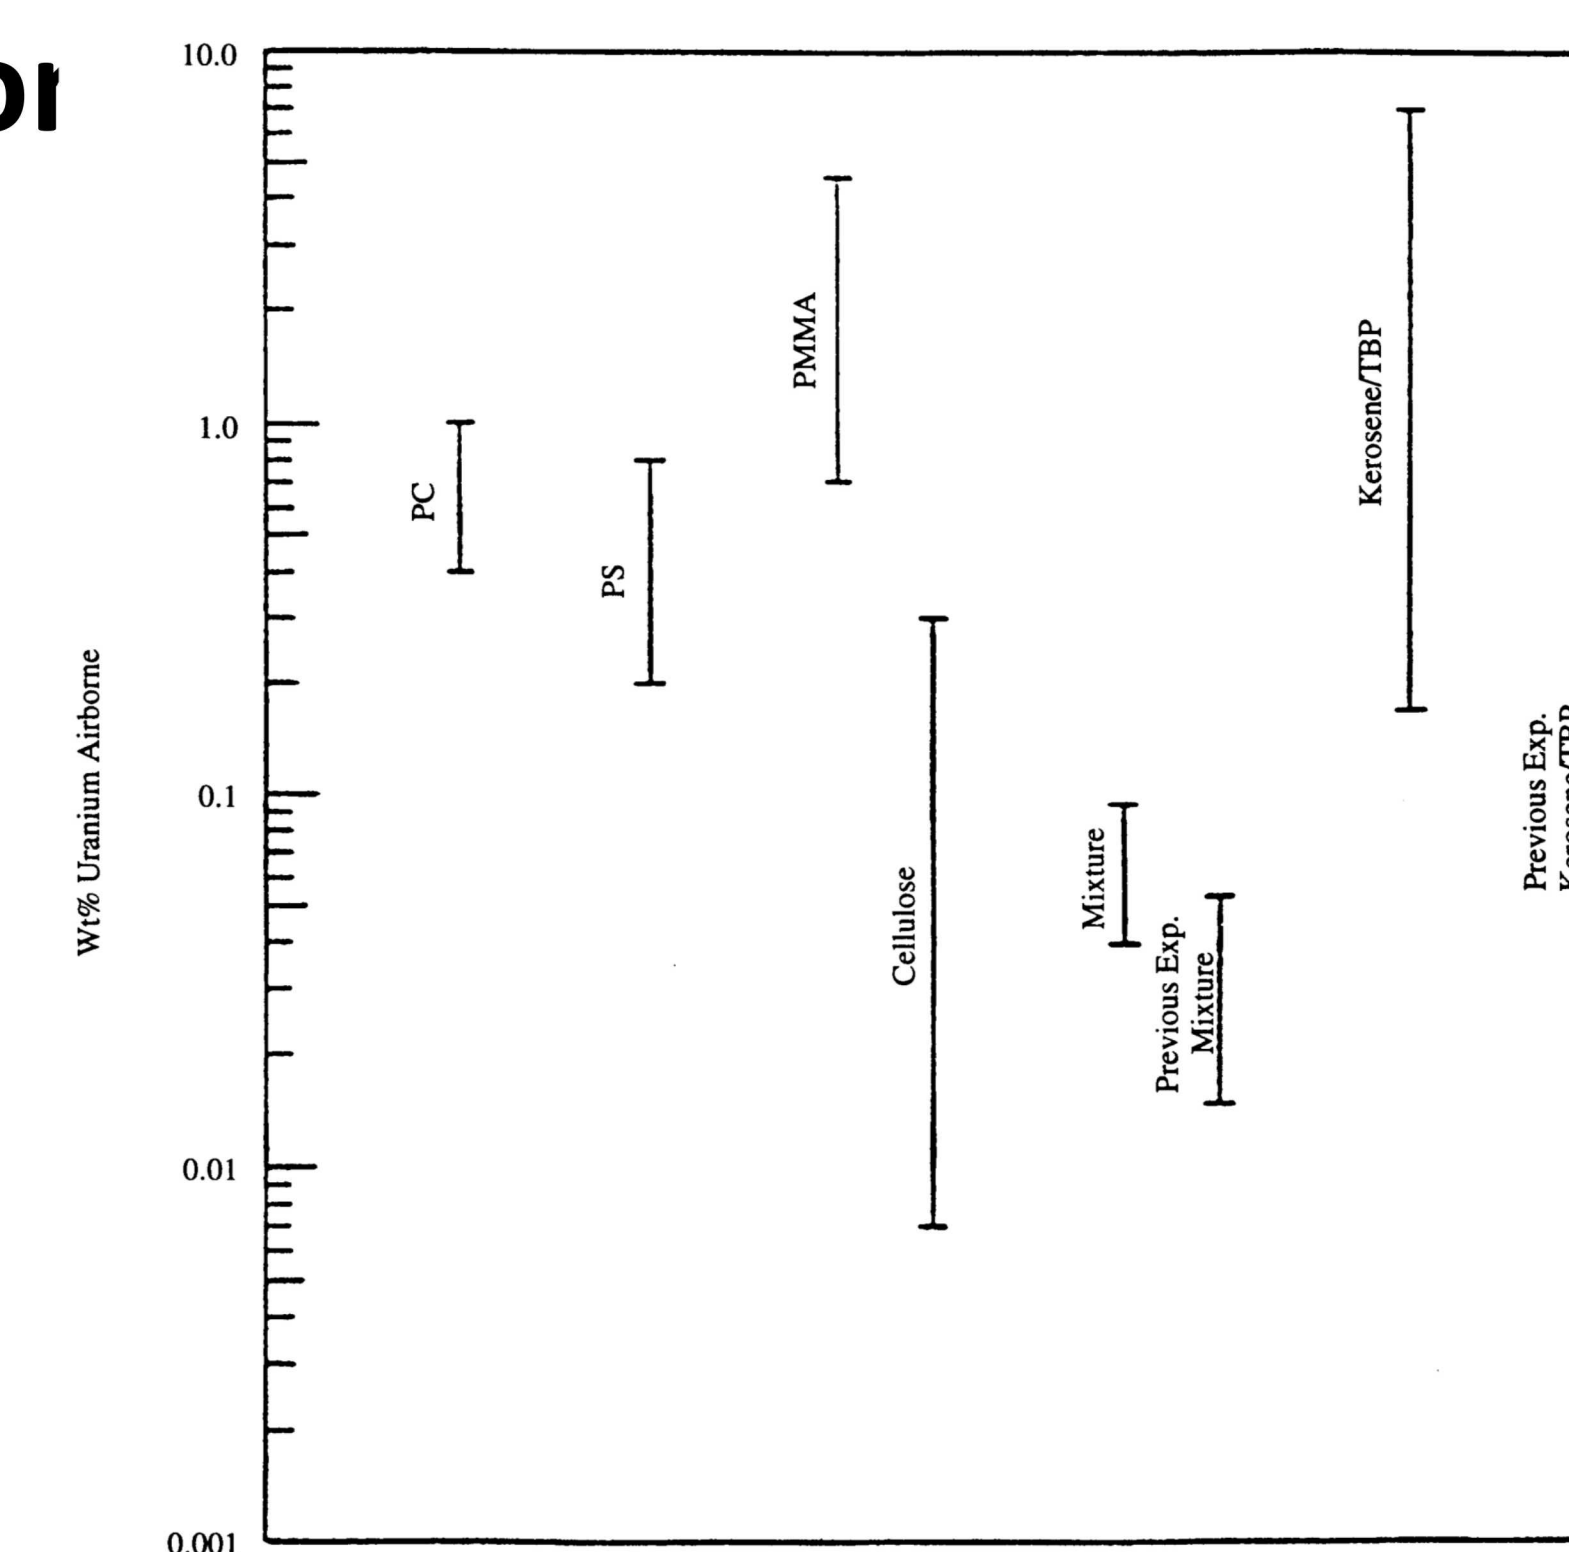 10.0
1.0
0.1
0.01
0.001
Wt% Uranium Airborne
PC
PS
PMMA
Cellulose
Mixture
Previous Exp.
Mixture
Kerosene/TBP
Previous Exp.